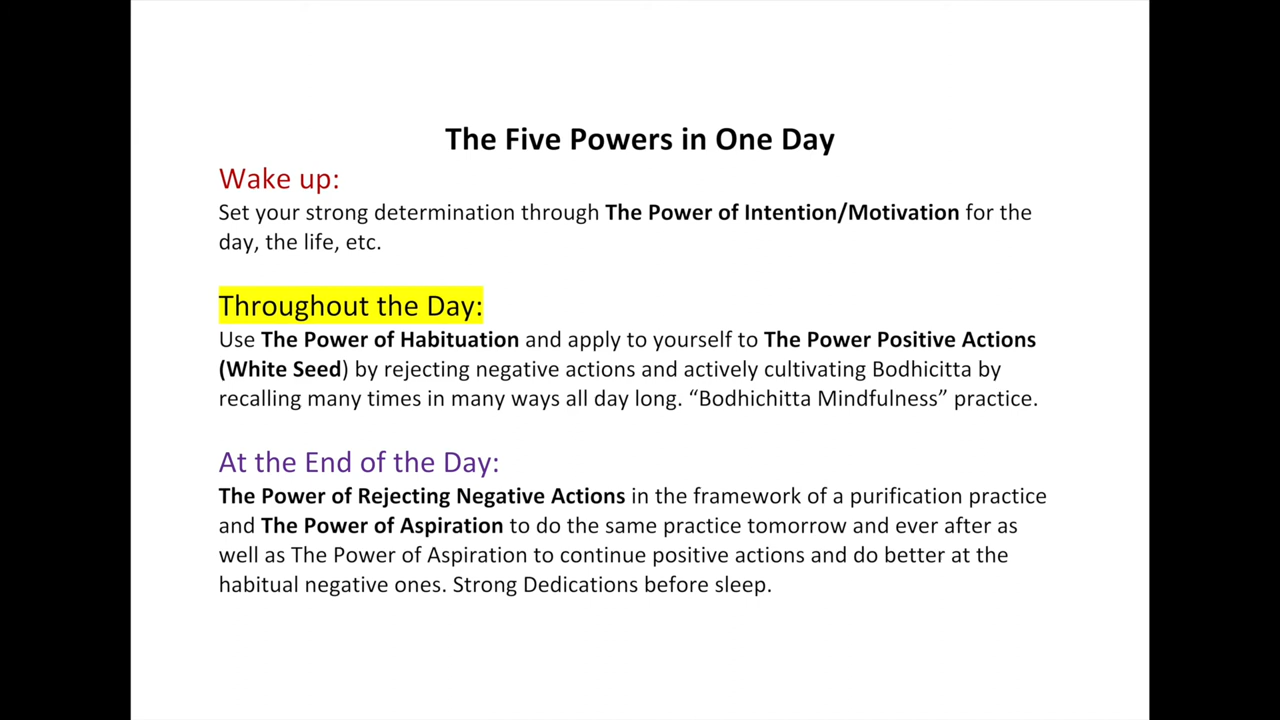 The Five Powers in One Day
Wake up:
Set your strong determination through The Power of Intention/Motivation for the
day, the life, etc.
Throughout the Day:
Use The Power of Habituation and apply to yourself to The Power Positive Actions
(White Seed) by rejecting negative actions and actively cultivating Bodhicitta by
recalling many times in many ways all day long. “Bodhichitta Mindfulness” practice.
At the End of the Day:
The Power of Rejecting Negative Actions in the framework of a purification practice
and The Power of Aspiration to do the same practice tomorrow and ever after as
well as The Power of Aspiration to continue positive actions and do better at the
habitual negative ones. Strong Dedications before sleep.